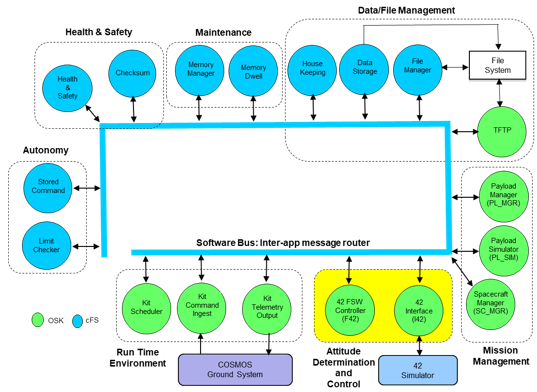 Health & Safety
Maintenance
Data/File Management
Health
&
Safety
Checksum
Memory
Manager
Memory
Dwell
House
Keeping
Data
Storage
File
Manager
File
System
TFTP
Autonomy
Stored
Command
Limit
Checker
Payload
Manager
(PL_MGR)
Payload
Simulator
(PL_SIM)
Spacecraft
Manager
(SC_MGR)
Software Bus: Inter-app message router
Kit
Scheduler
Kit
Command
Ingest
Kit
Telemetry
Output
42 FSW
Controller
(F42)
42
Interface
(I42)
OSK
cFS
Run Time
Environment
Attitude
Determination and
Control
Mission
Management
COSMOS
Ground System
42
Simulator